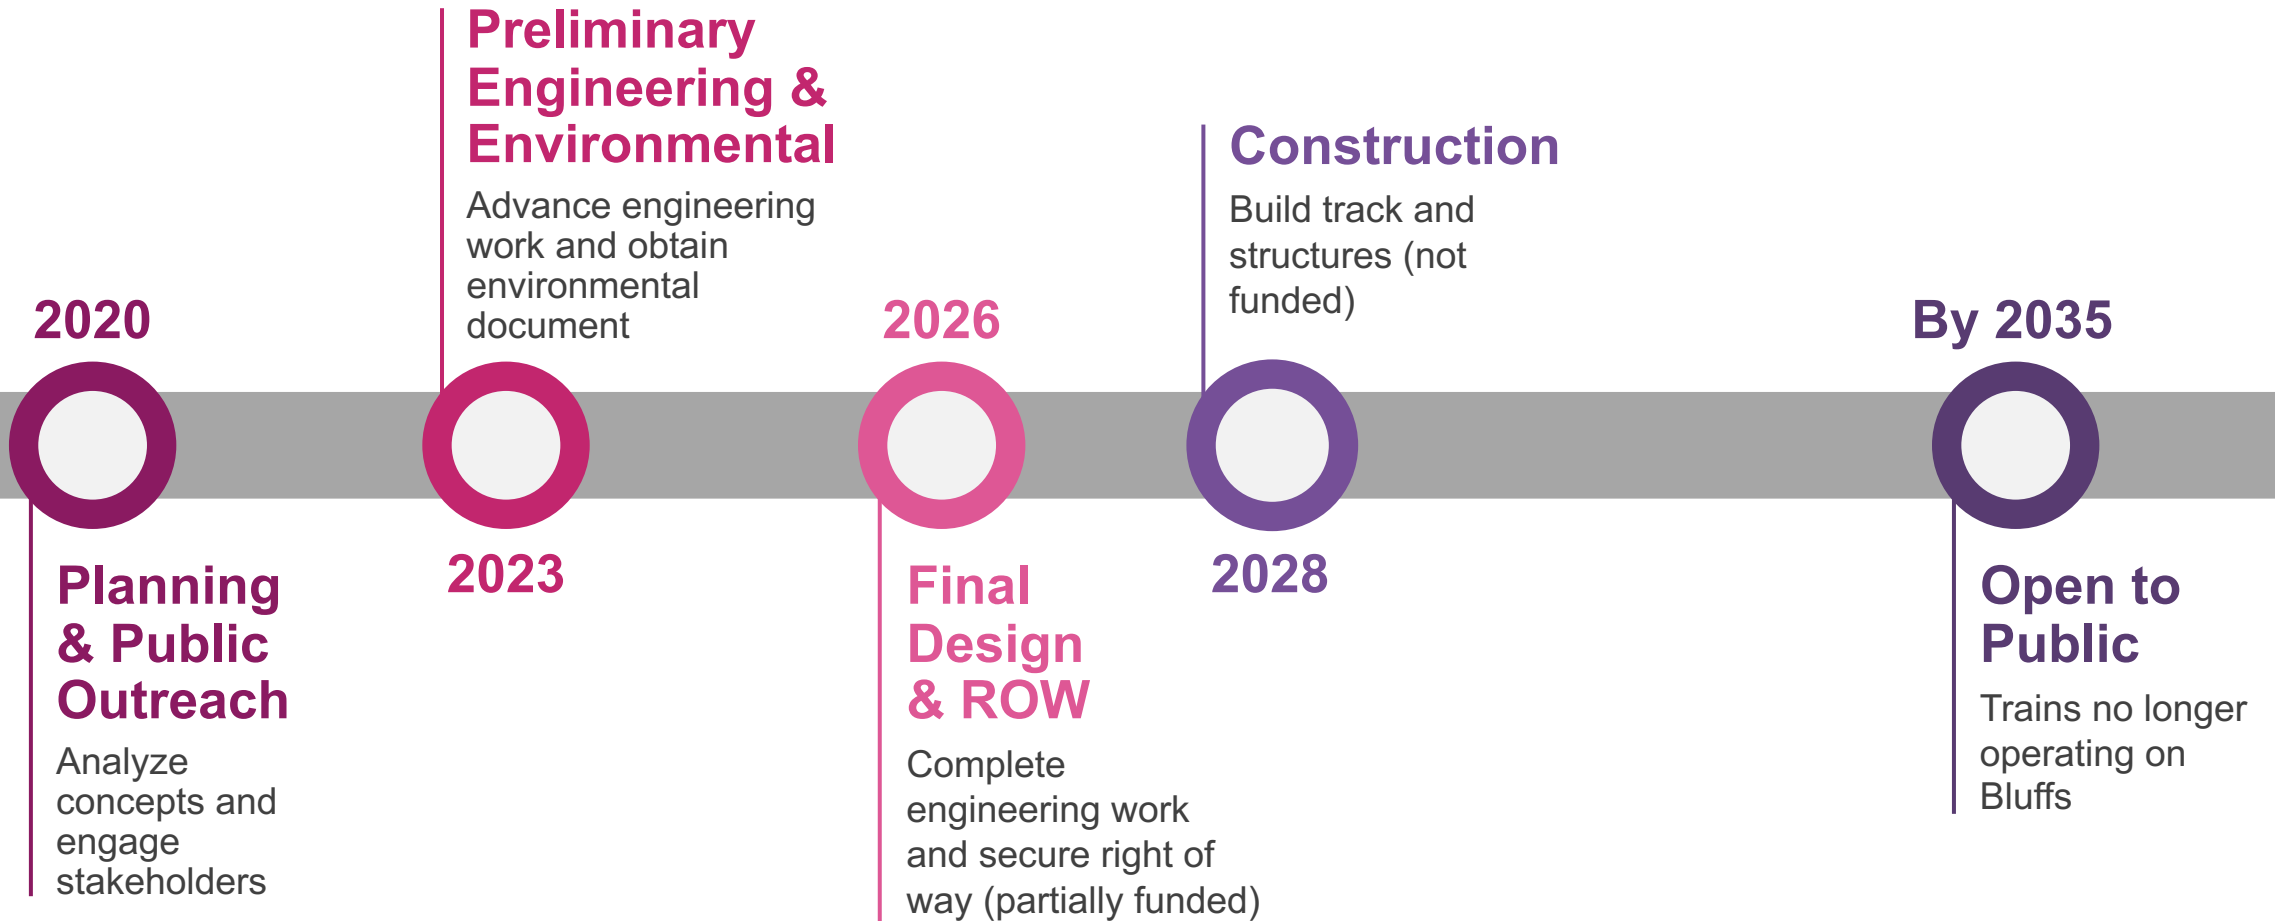 2020
Planning
& Public
Outreach
Analyze
concepts and
engage
stakeholders
Preliminary
Engineering &
Environmental
Advance engineering
work and obtain
environmental
document
2023
2026
Final
Design
& ROW
Complete
engineering work
and secure right of
way (partially funded)
Construction
Build track and
structures (not
funded)
2028
By 2035
Open to
Public
Trains no longer
operating on
Bluffs